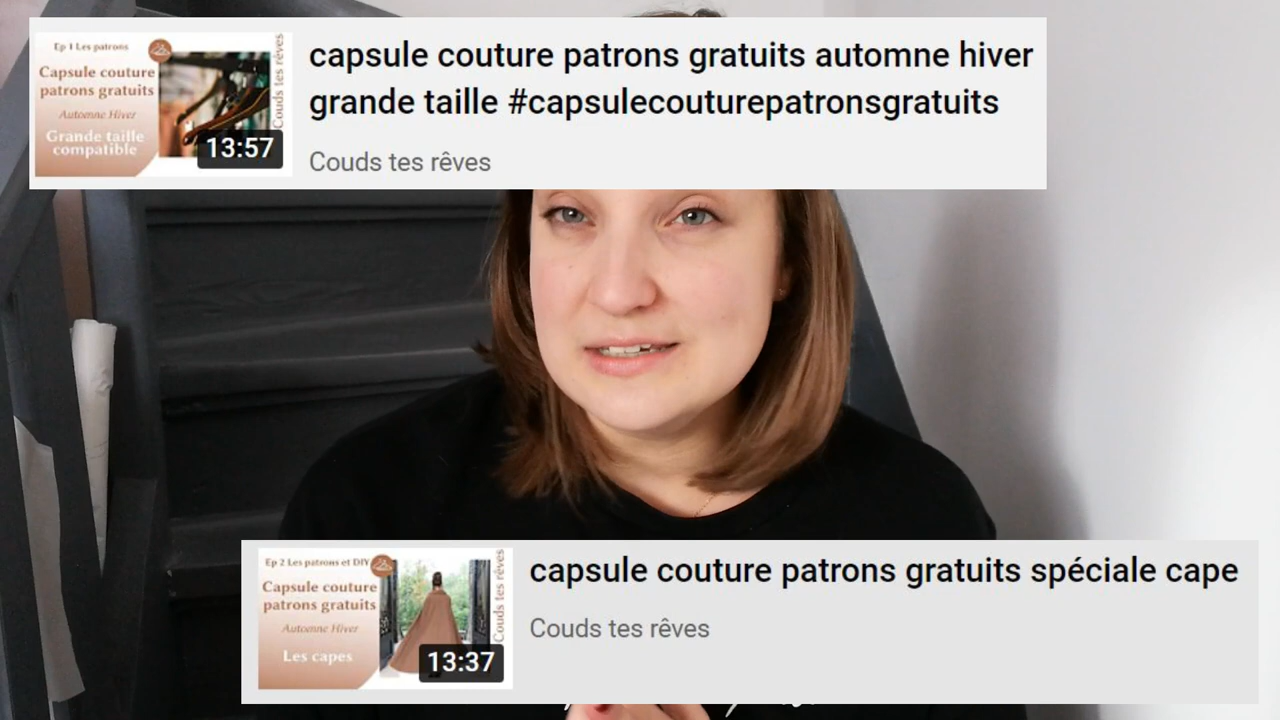 Ep 1 Les patrons
Capsule couture
patrons gratuits
Automne Hiver
Grande taille
compatible
Couds tes rêves
13:57
capsule couture patrons gratuits automne hiver
grande taille #capsulecouturepatronsgratuits
Couds tes rêves
Ep 2 Les patrons et DIY
Capsule couture
patrons gratuits
Automne Hiver
Les capes
Couds tes rêves
13:37
capsule couture patrons gratuits spéciale cape
Couds tes rêves